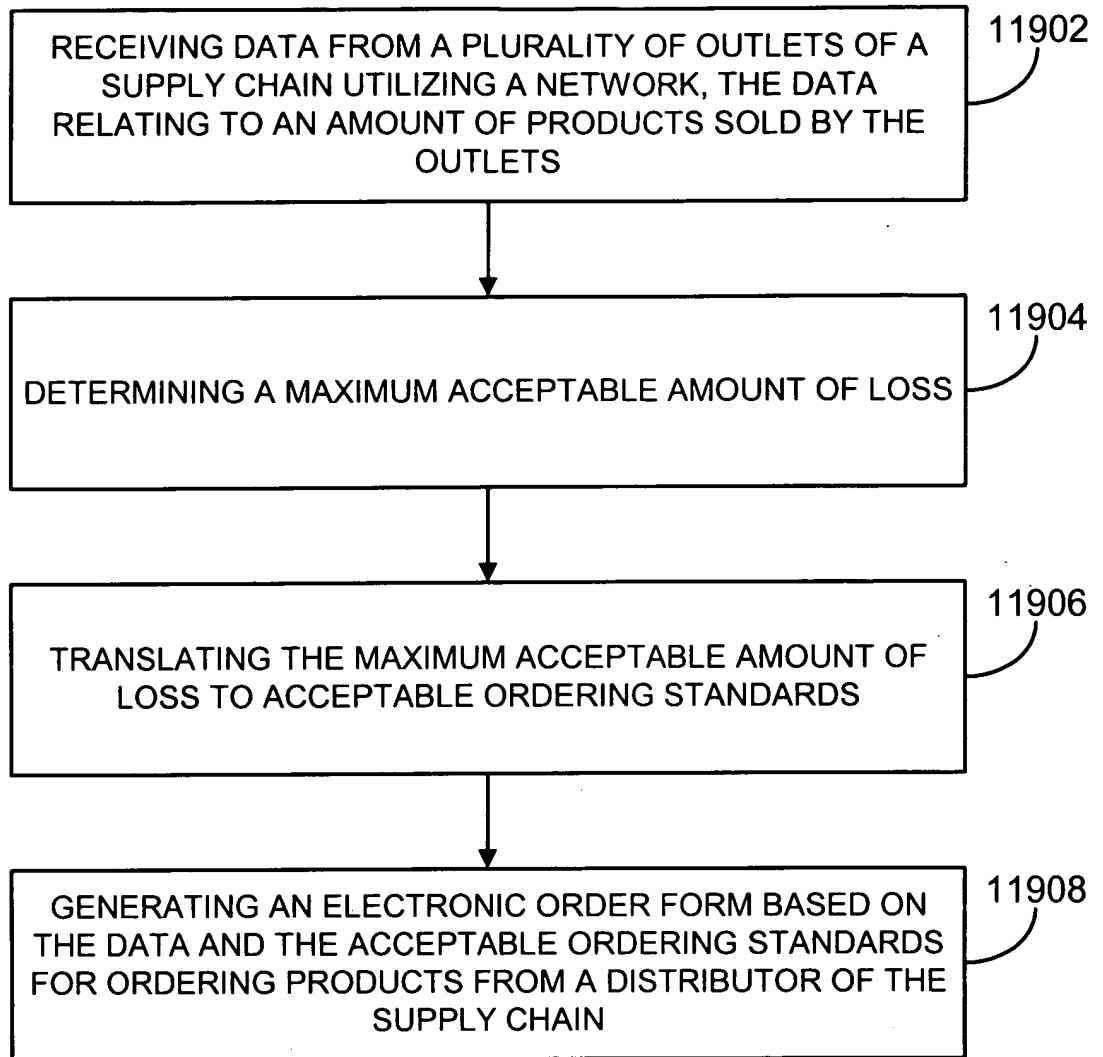 RECEIVING DATA FROM A PLURALITY OF OUTLETS OF A
SUPPLY CHAIN UTILIZING A NETWORK, THE DATA
RELATING TO AN AMOUNT OF PRODUCTS SOLD BY THE
OUTLETS
11902
DETERMINING A MAXIMUM ACCEPTABLE AMOUNT OF LOSS
11904
TRANSLATING THE MAXIMUM ACCEPTABLE AMOUNT OF
LOSS TO ACCEPTABLE ORDERING STANDARDS
11906
GENERATING AN ELECTRONIC ORDER FORM BASED ON
THE DATA AND THE ACCEPTABLE ORDERING STANDARDS
FOR ORDERING PRODUCTS FROM A DISTRIBUTOR OF THE
SUPPLY CHAIN
11908